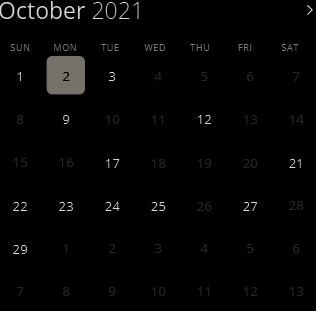 October 2021
SUN MON TUE WED THU FRI SAT
1 2 3 4 5 6 7
8 9 10 11 12 13 14
15 16 17 18 19 20 21
22 23 24 25 26 27 28
29 1 2 3 4 5 6
7 8 9 10 11 12 13